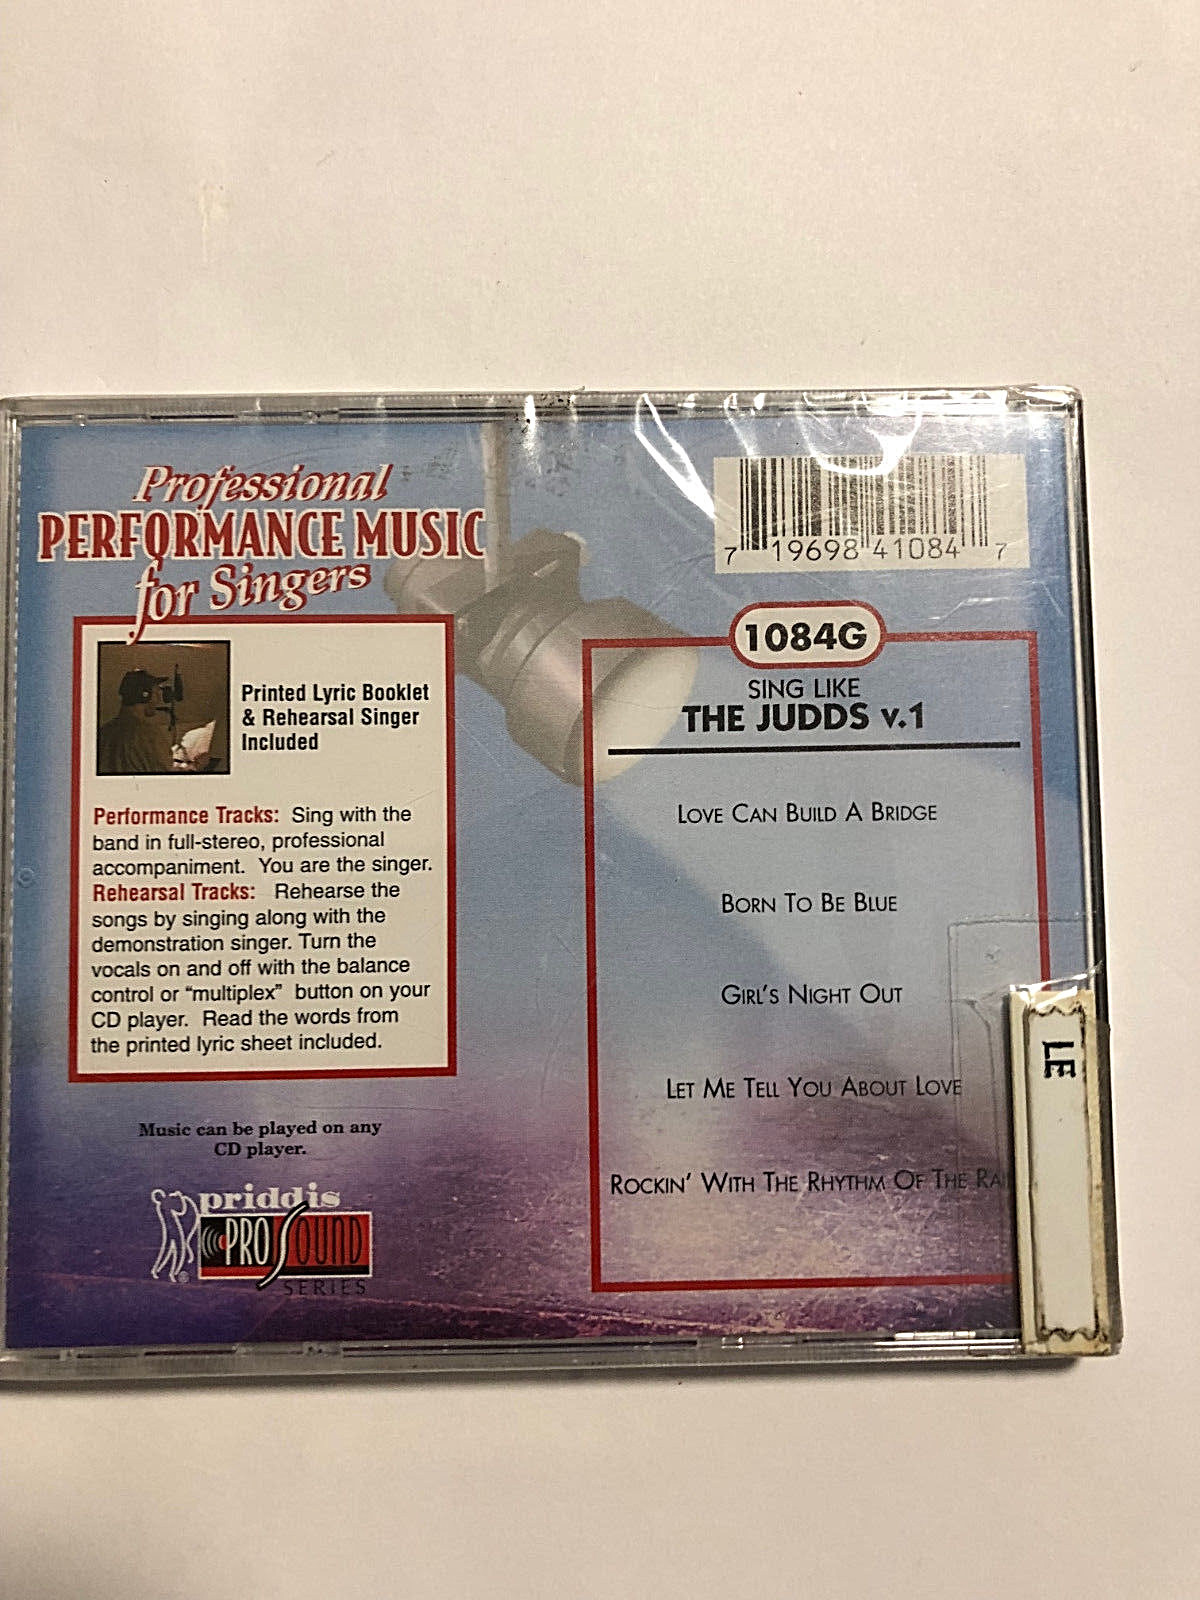 Professional
PERFORMANCE MUSIC
for Singers
Printed Lyric Booklet
& Rehearsal Singer
Included
Performance Tracks: Sing with the
band in full-stereo, professional
accompaniment. You are the singer.
Rehearsal Tracks: Rehearse the
songs by singing along with the
demonstration singer. Turn the
vocals on and off with the balance
control or "multiplex" button on your
CD player. Read the words from
the printed lyric sheet included.
Music can be played on any
CD player.
priddis
PRO SOUND
SERIES
®
7 19698 41084 7
1084G
SING LIKE
THE JUDDS v.1
LOVE CAN BUILD A BRIDGE
BORN TO BE BLUE
GIRL'S NIGHT OUT
LET ME TELL YOU ABOUT LOVE
ROCKIN' WITH THE RHYTHM OF THE
LE